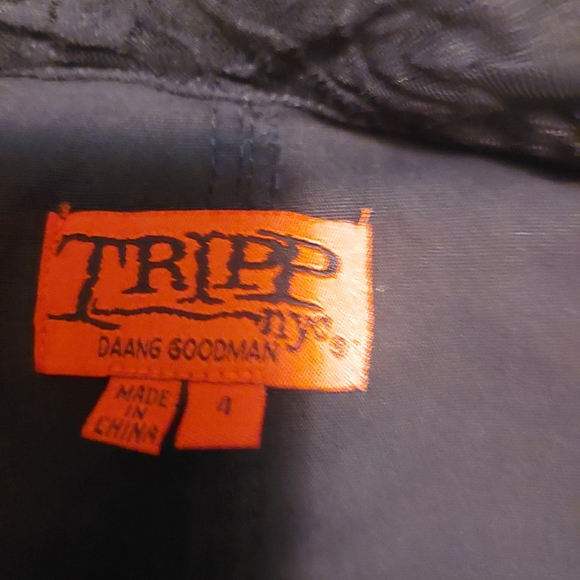 TRIPP
nyc®
DAANG GOODMAN
MADE
IN
CHINA
4